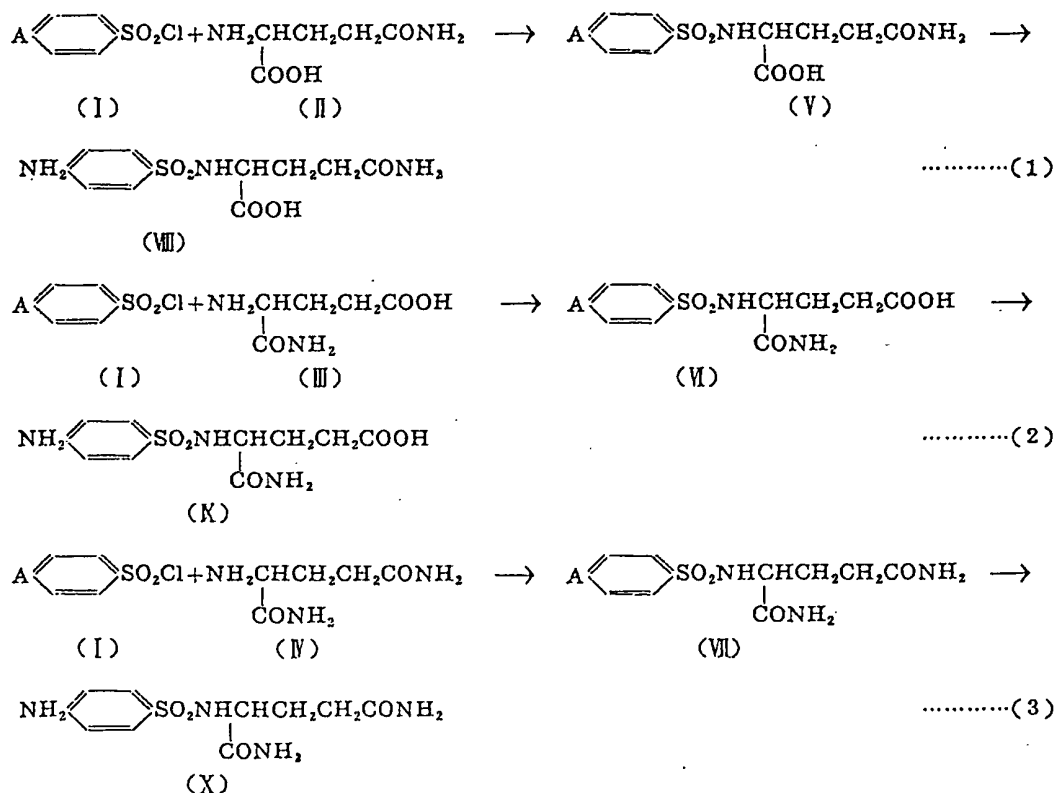 A SO₂Cl+NH₂CHCH₂CH₂CONH₂ → A SO₂NHCHCH₂CH₂CONH₂ →
COOH COOH
(Ⅰ) (Ⅱ) (Ⅴ)
NH₂ SO₂NHCHCH₂CH₂CONH₂ …………(1)
COOH
(Ⅷ)
A SO₂Cl+NH₂CHCH₂CH₂COOH → A SO₂NHCHCH₂CH₂COOH →
CONH₂ CONH₂
(Ⅰ) (Ⅲ) (Ⅵ)
NH₂ SO₂NHCHCH₂CH₂COOH …………(2)
CONH₂
(Ⅸ)
A SO₂Cl+NH₂CHCH₂CH₂CONH₂ → A SO₂NHCHCH₂CH₂CONH₂ →
CONH₂ CONH₂
(Ⅰ) (Ⅳ) (Ⅶ)
NH₂ SO₂NHCHCH₂CH₂CONH₂ …………(3)
CONH₂
(Ⅹ)